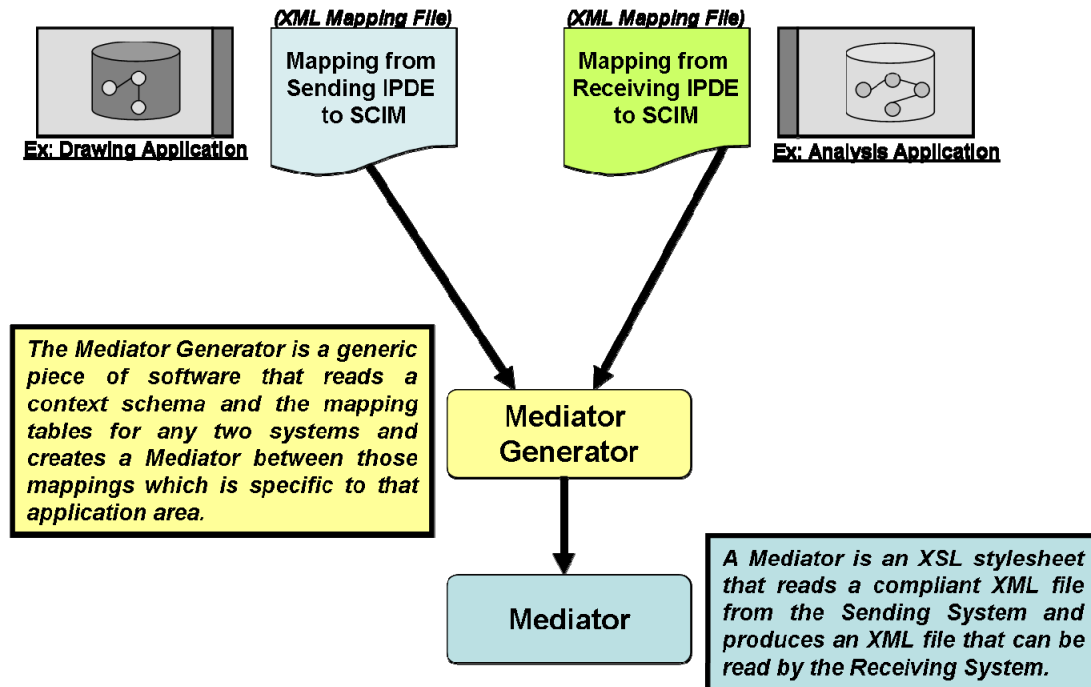 (XML Mapping File)
(XML Mapping File)
Mapping from
Sending IPDE
to SCIM
Mapping from
Receiving IPDE
to SCIM
Ex: Drawing Application
Ex: Analysis Application
The Mediator Generator is a generic
piece of software that reads a
context schema and the mapping
tables for any two systems and
creates a Mediator between those
mappings which is specific to that
application area.
Mediator
Generator
A Mediator is an XSL stylesheet
that reads a compliant XML file
from the Sending System and
produces an XML file that can be
read by the Receiving System.
Mediator